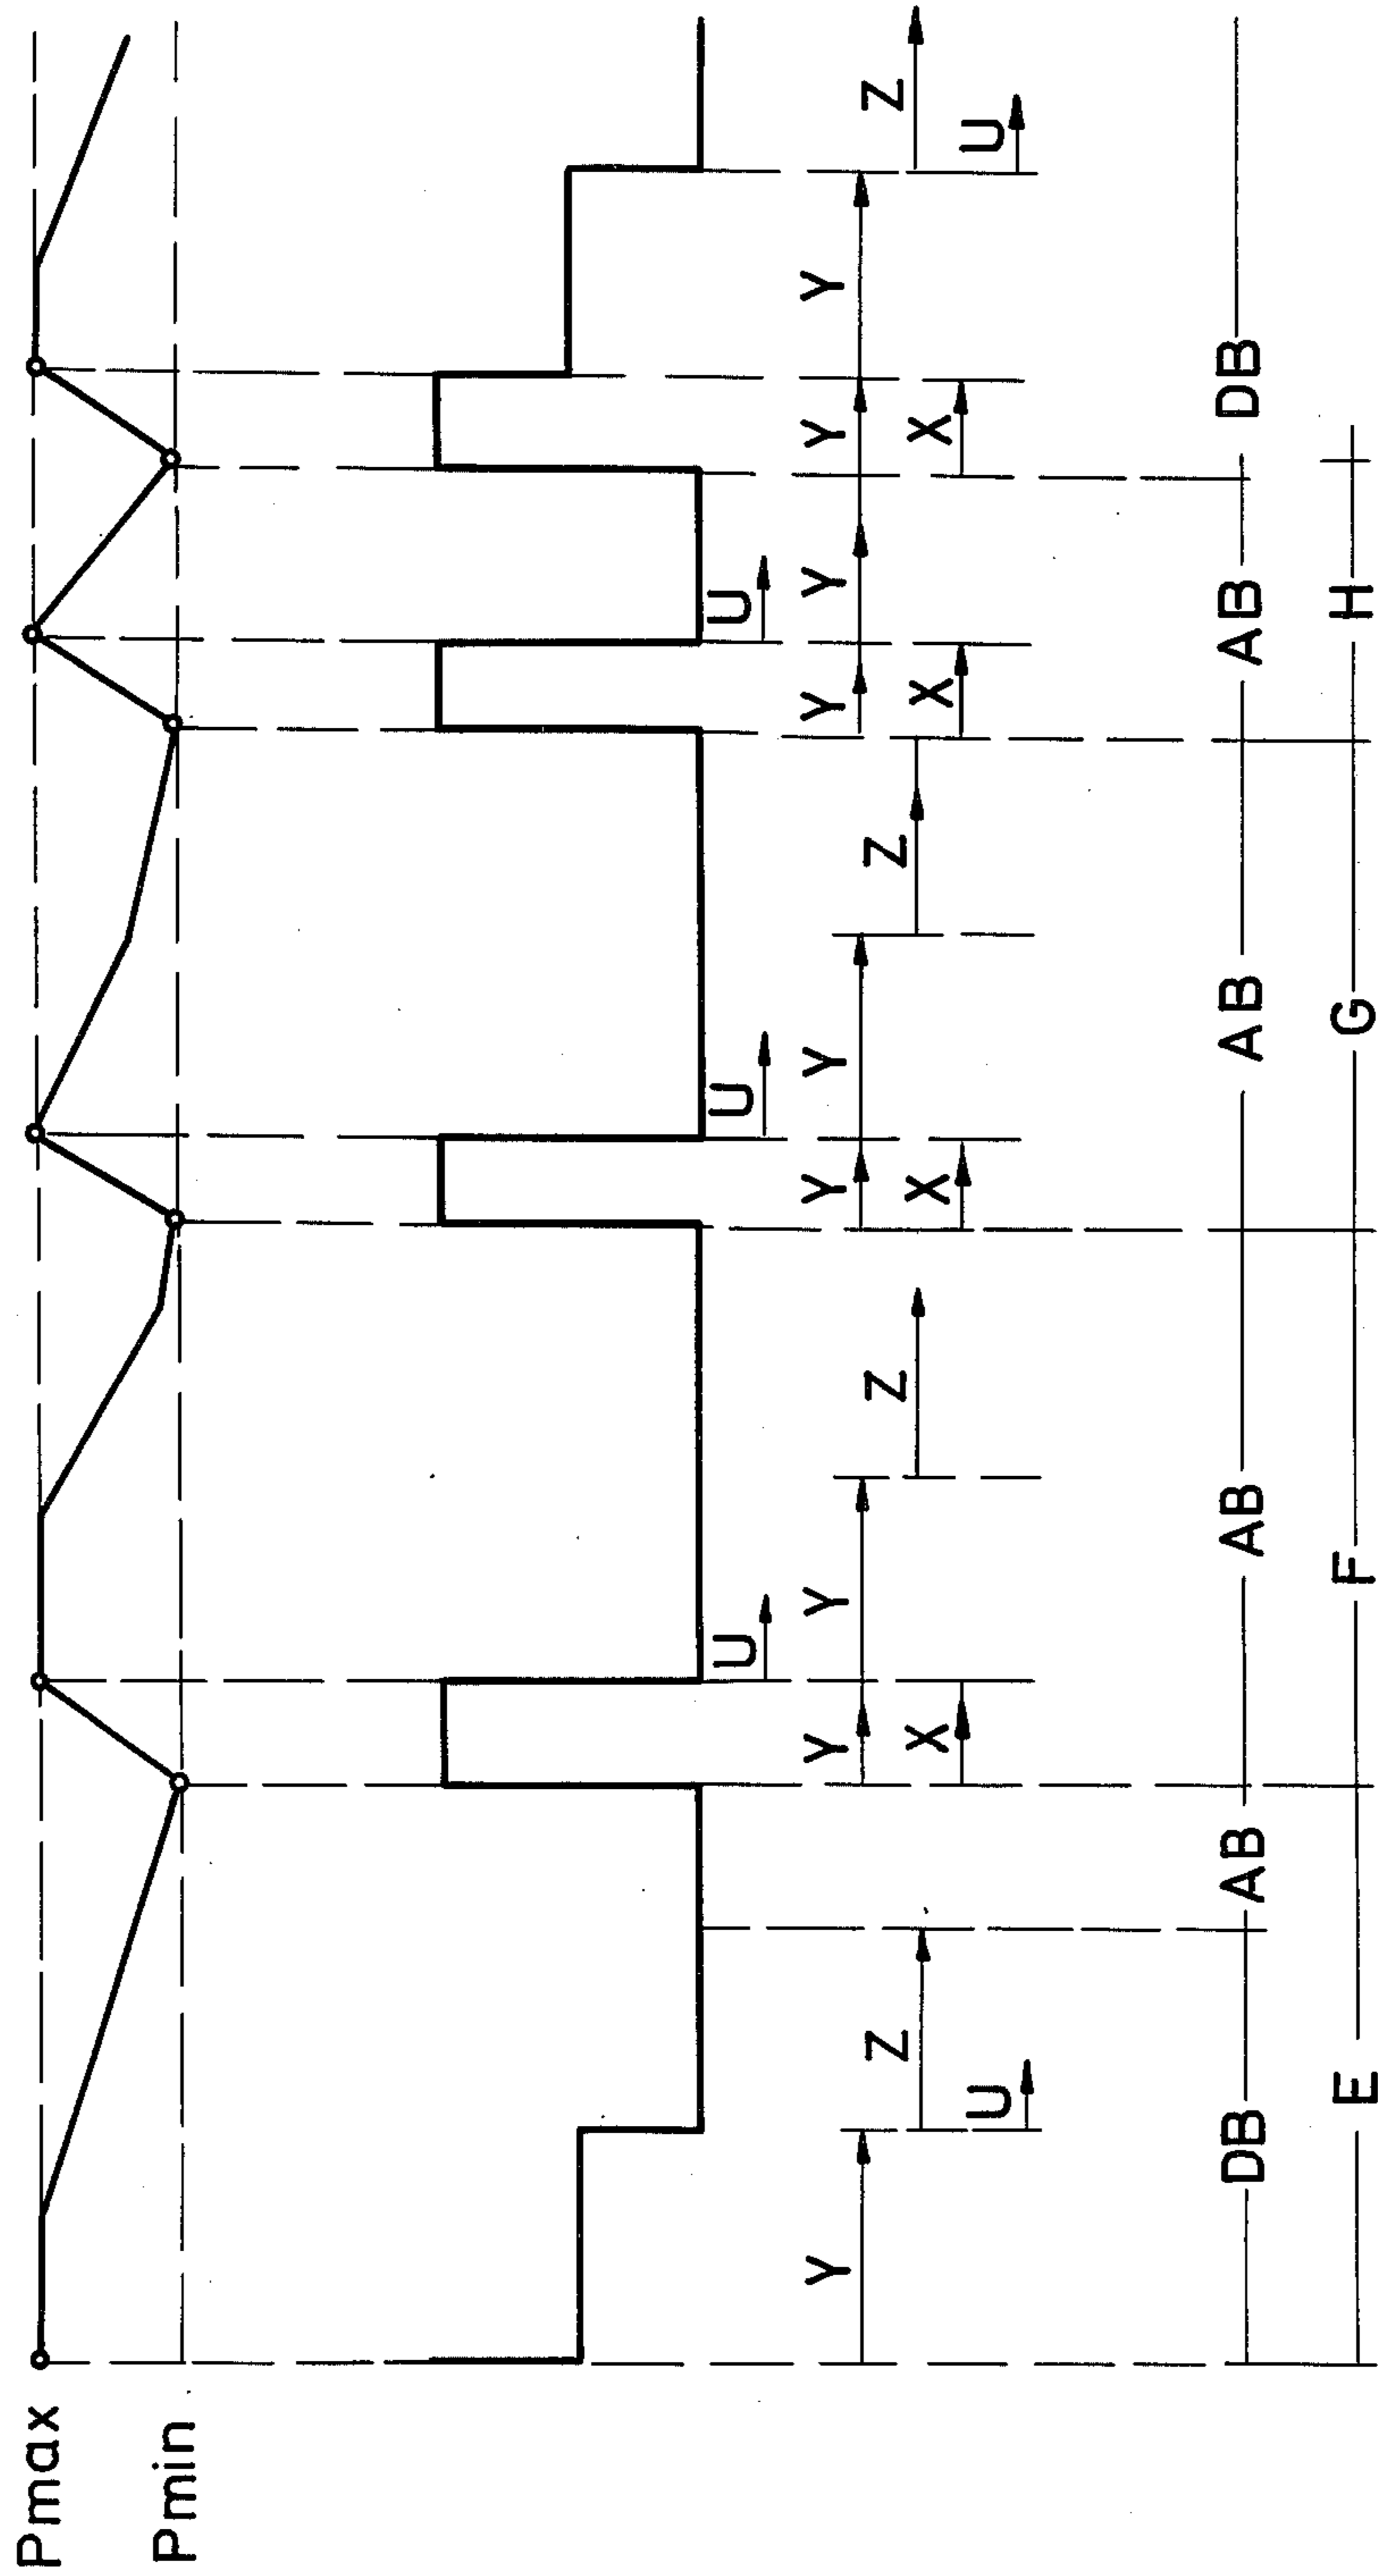 Pmax
Pmin
U U U
Y Y Y Y Y Y Y Y Y
Z Z Z Z
X X X X
U U
DB AB AB AB AB DB
E F G H